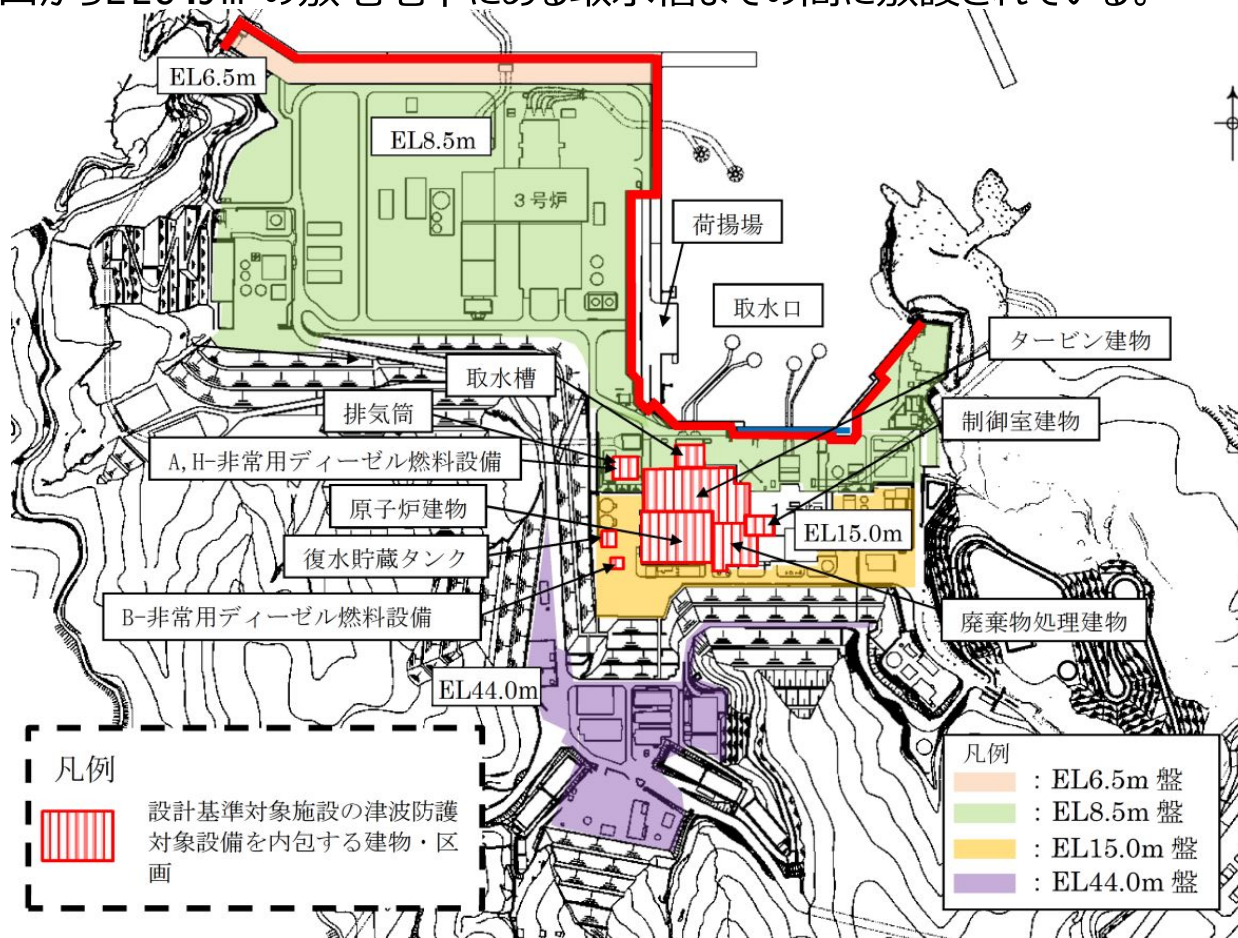 EL6.5m
EL8.5m
3号炉
荷揚場
取水口
タービン建物
取水槽
排気筒
制御室建物
A,H-非常用ディーゼル燃料設備
原子炉建物
EL15.0m
復水貯蔵タンク
B-非常用ディーゼル燃料設備
廃棄物処理建物
EL44.0m
凡例
設計基準対象施設の津波防護
対象設備を内包する建物・区
画
凡例
：EL6.5m 盤
：EL8.5m 盤
：EL15.0m 盤
：EL44.0m 盤